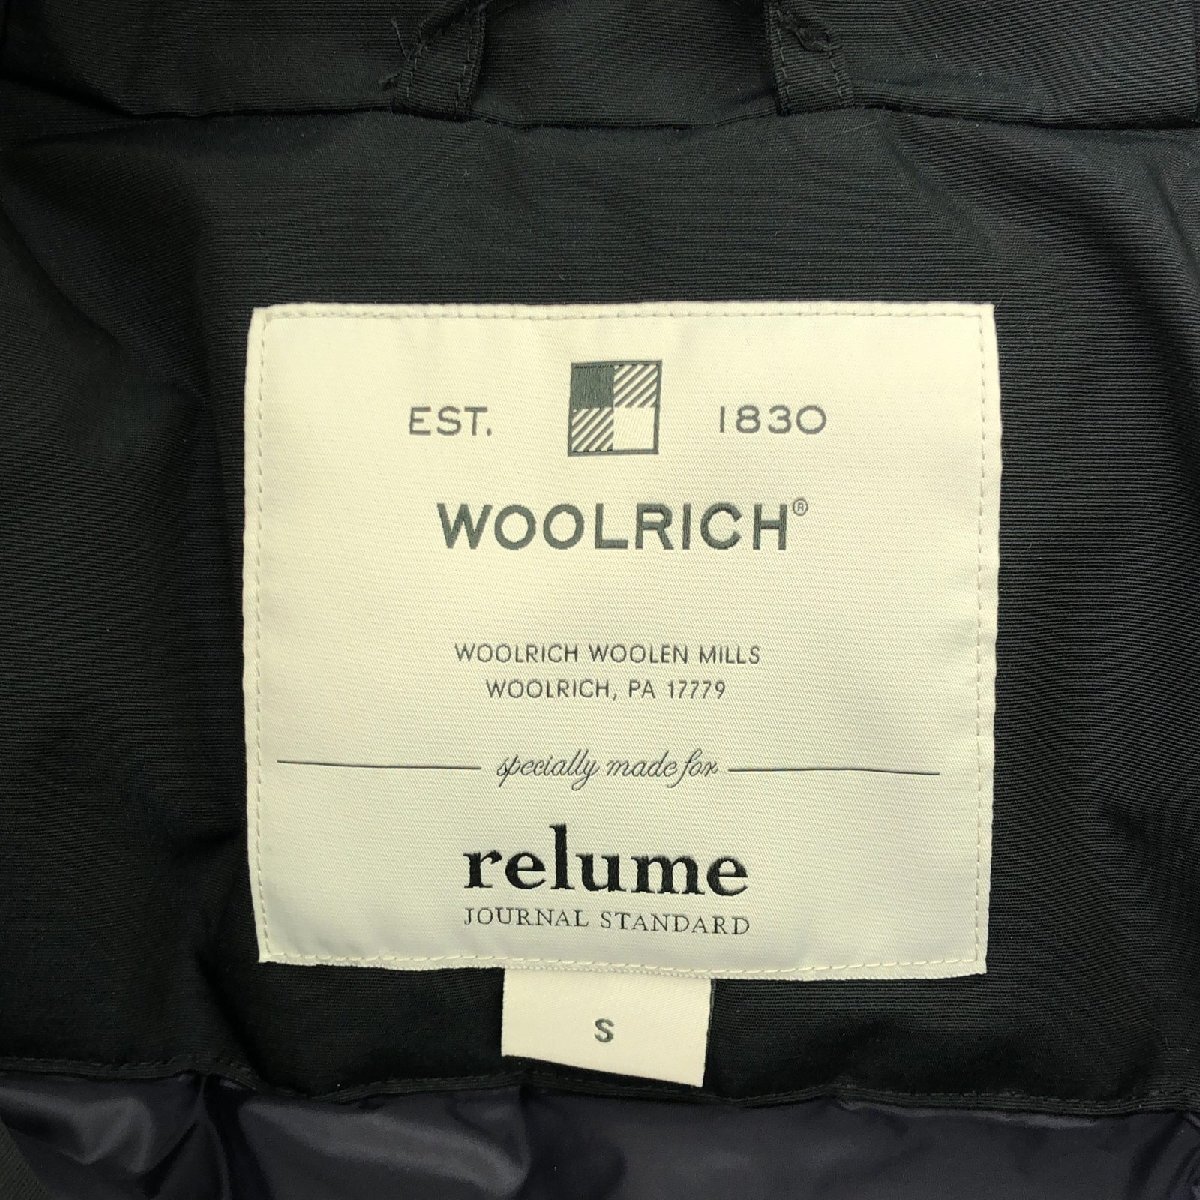 EST. 1830
WOOLRICH®
WOOLRICH WOOLEN MILLS
WOOLRICH, PA 17779
specially made for
relume
JOURNAL STANDARD
S